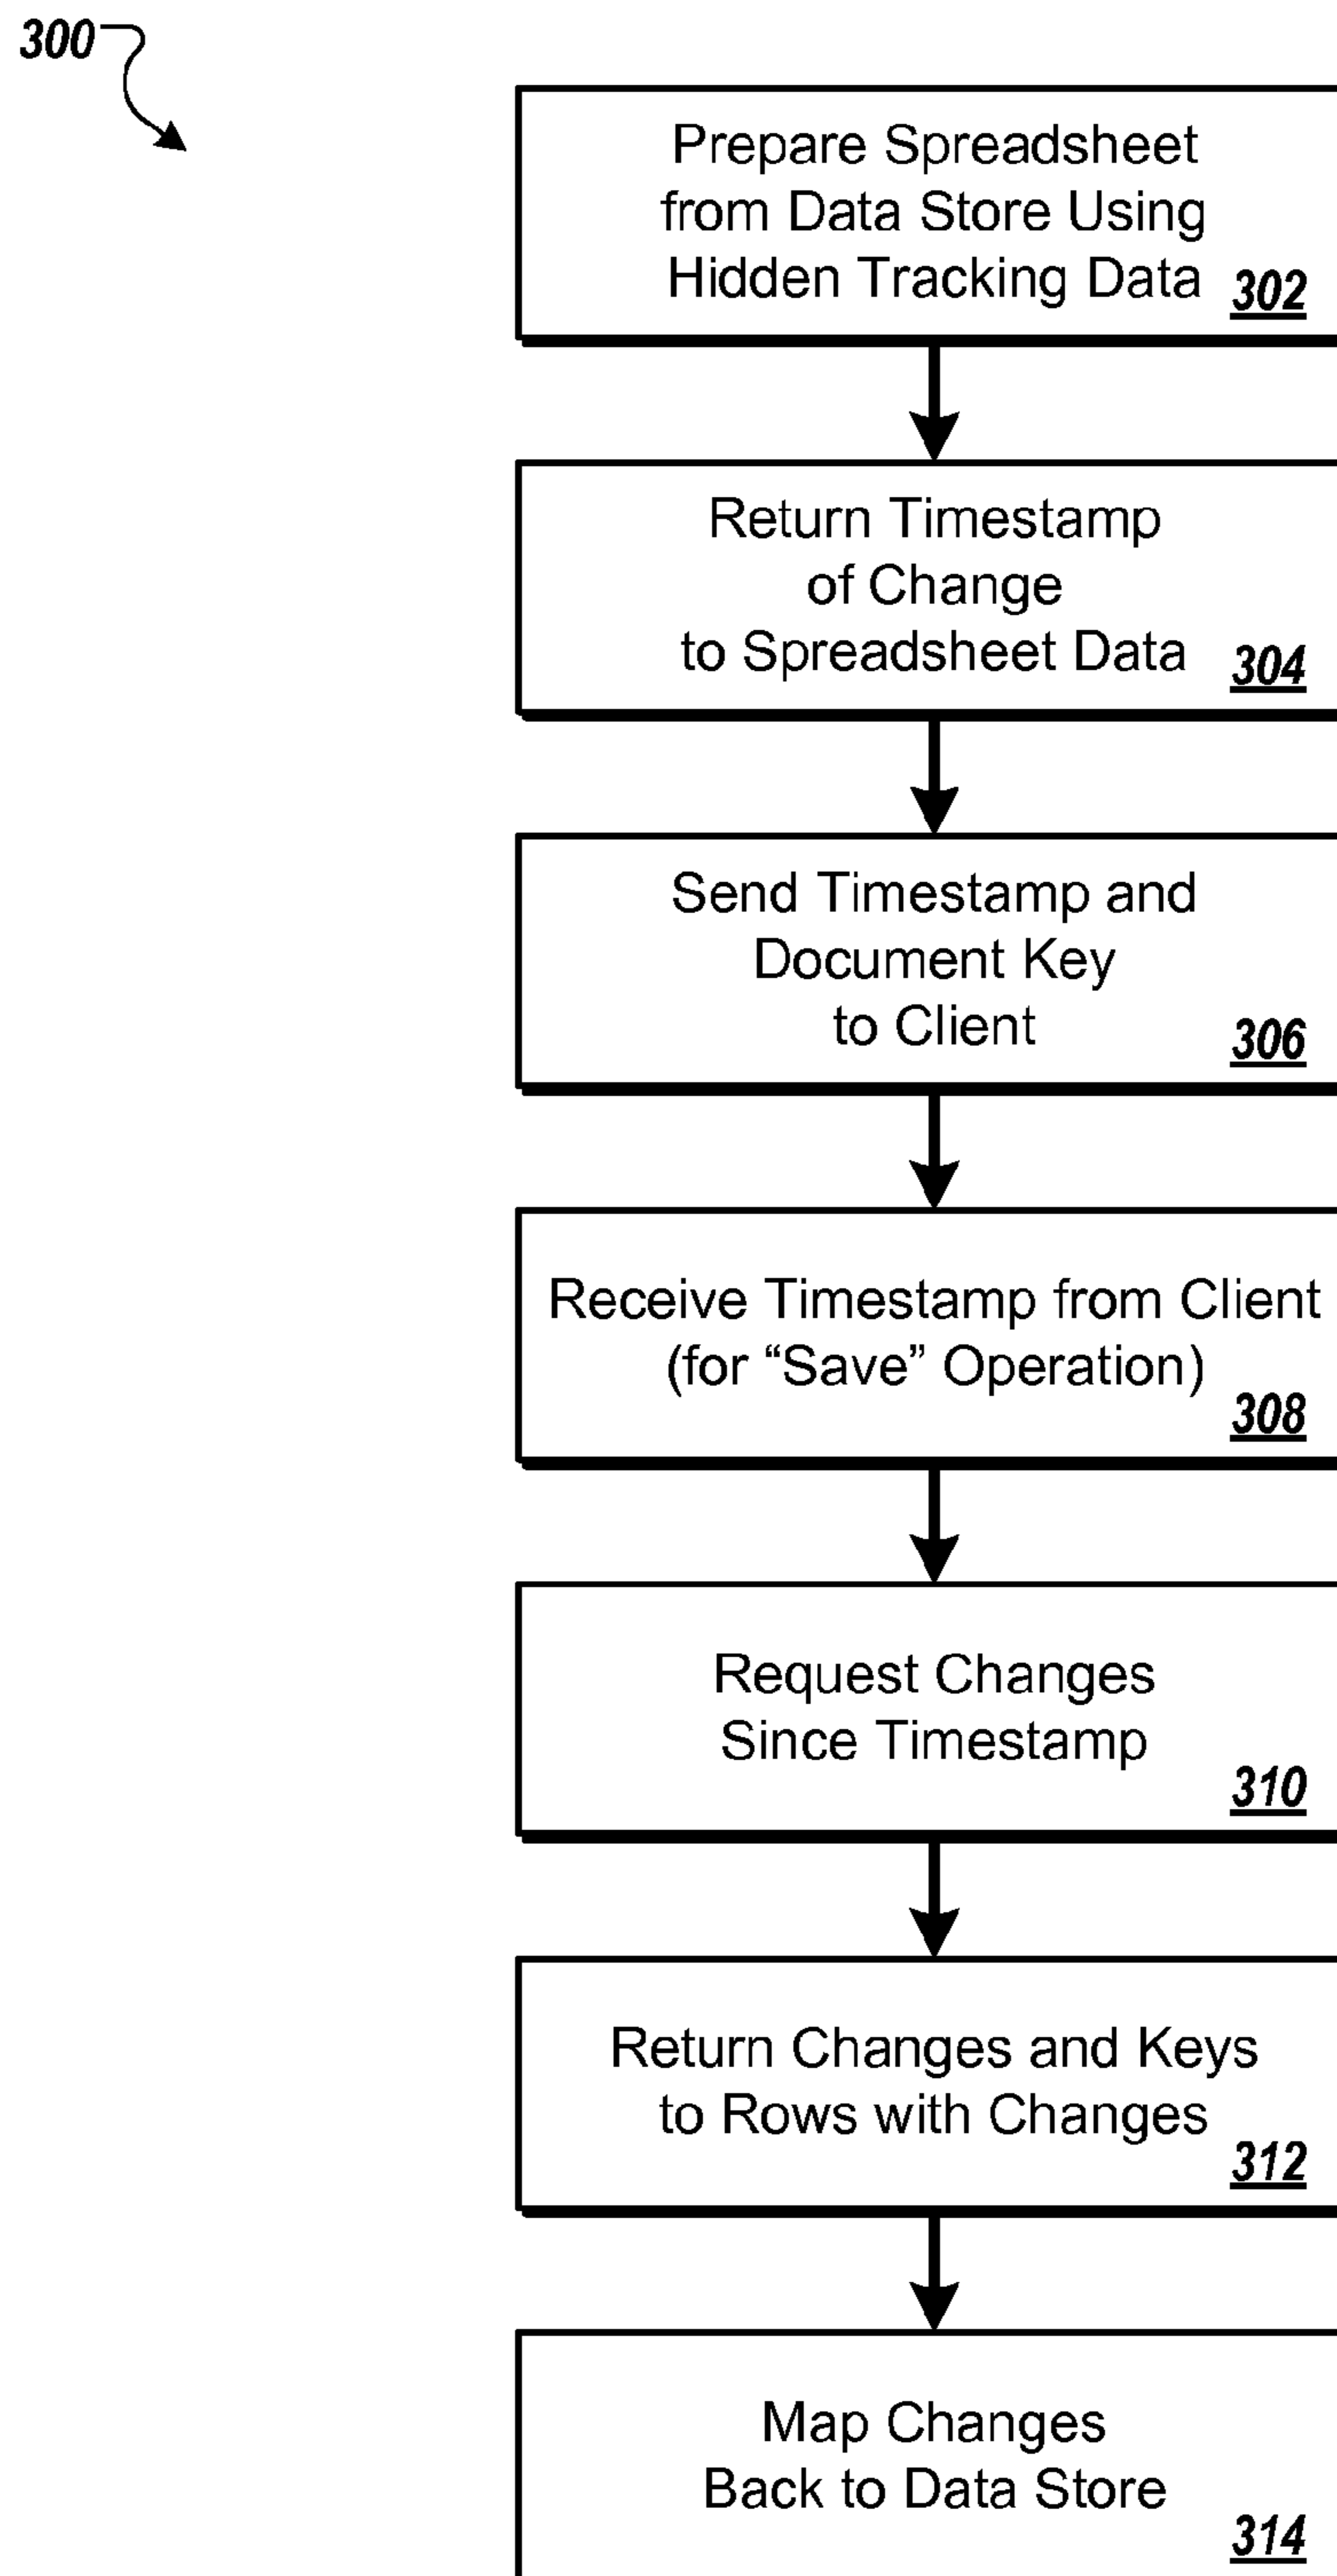 300
Prepare Spreadsheet
from Data Store Using
Hidden Tracking Data 302
Return Timestamp
of Change
to Spreadsheet Data 304
Send Timestamp and
Document Key
to Client 306
Receive Timestamp from Client
(for “Save” Operation)
308
Request Changes
Since Timestamp
310
Return Changes and Keys
to Rows with Changes
312
Map Changes
Back to Data Store
314